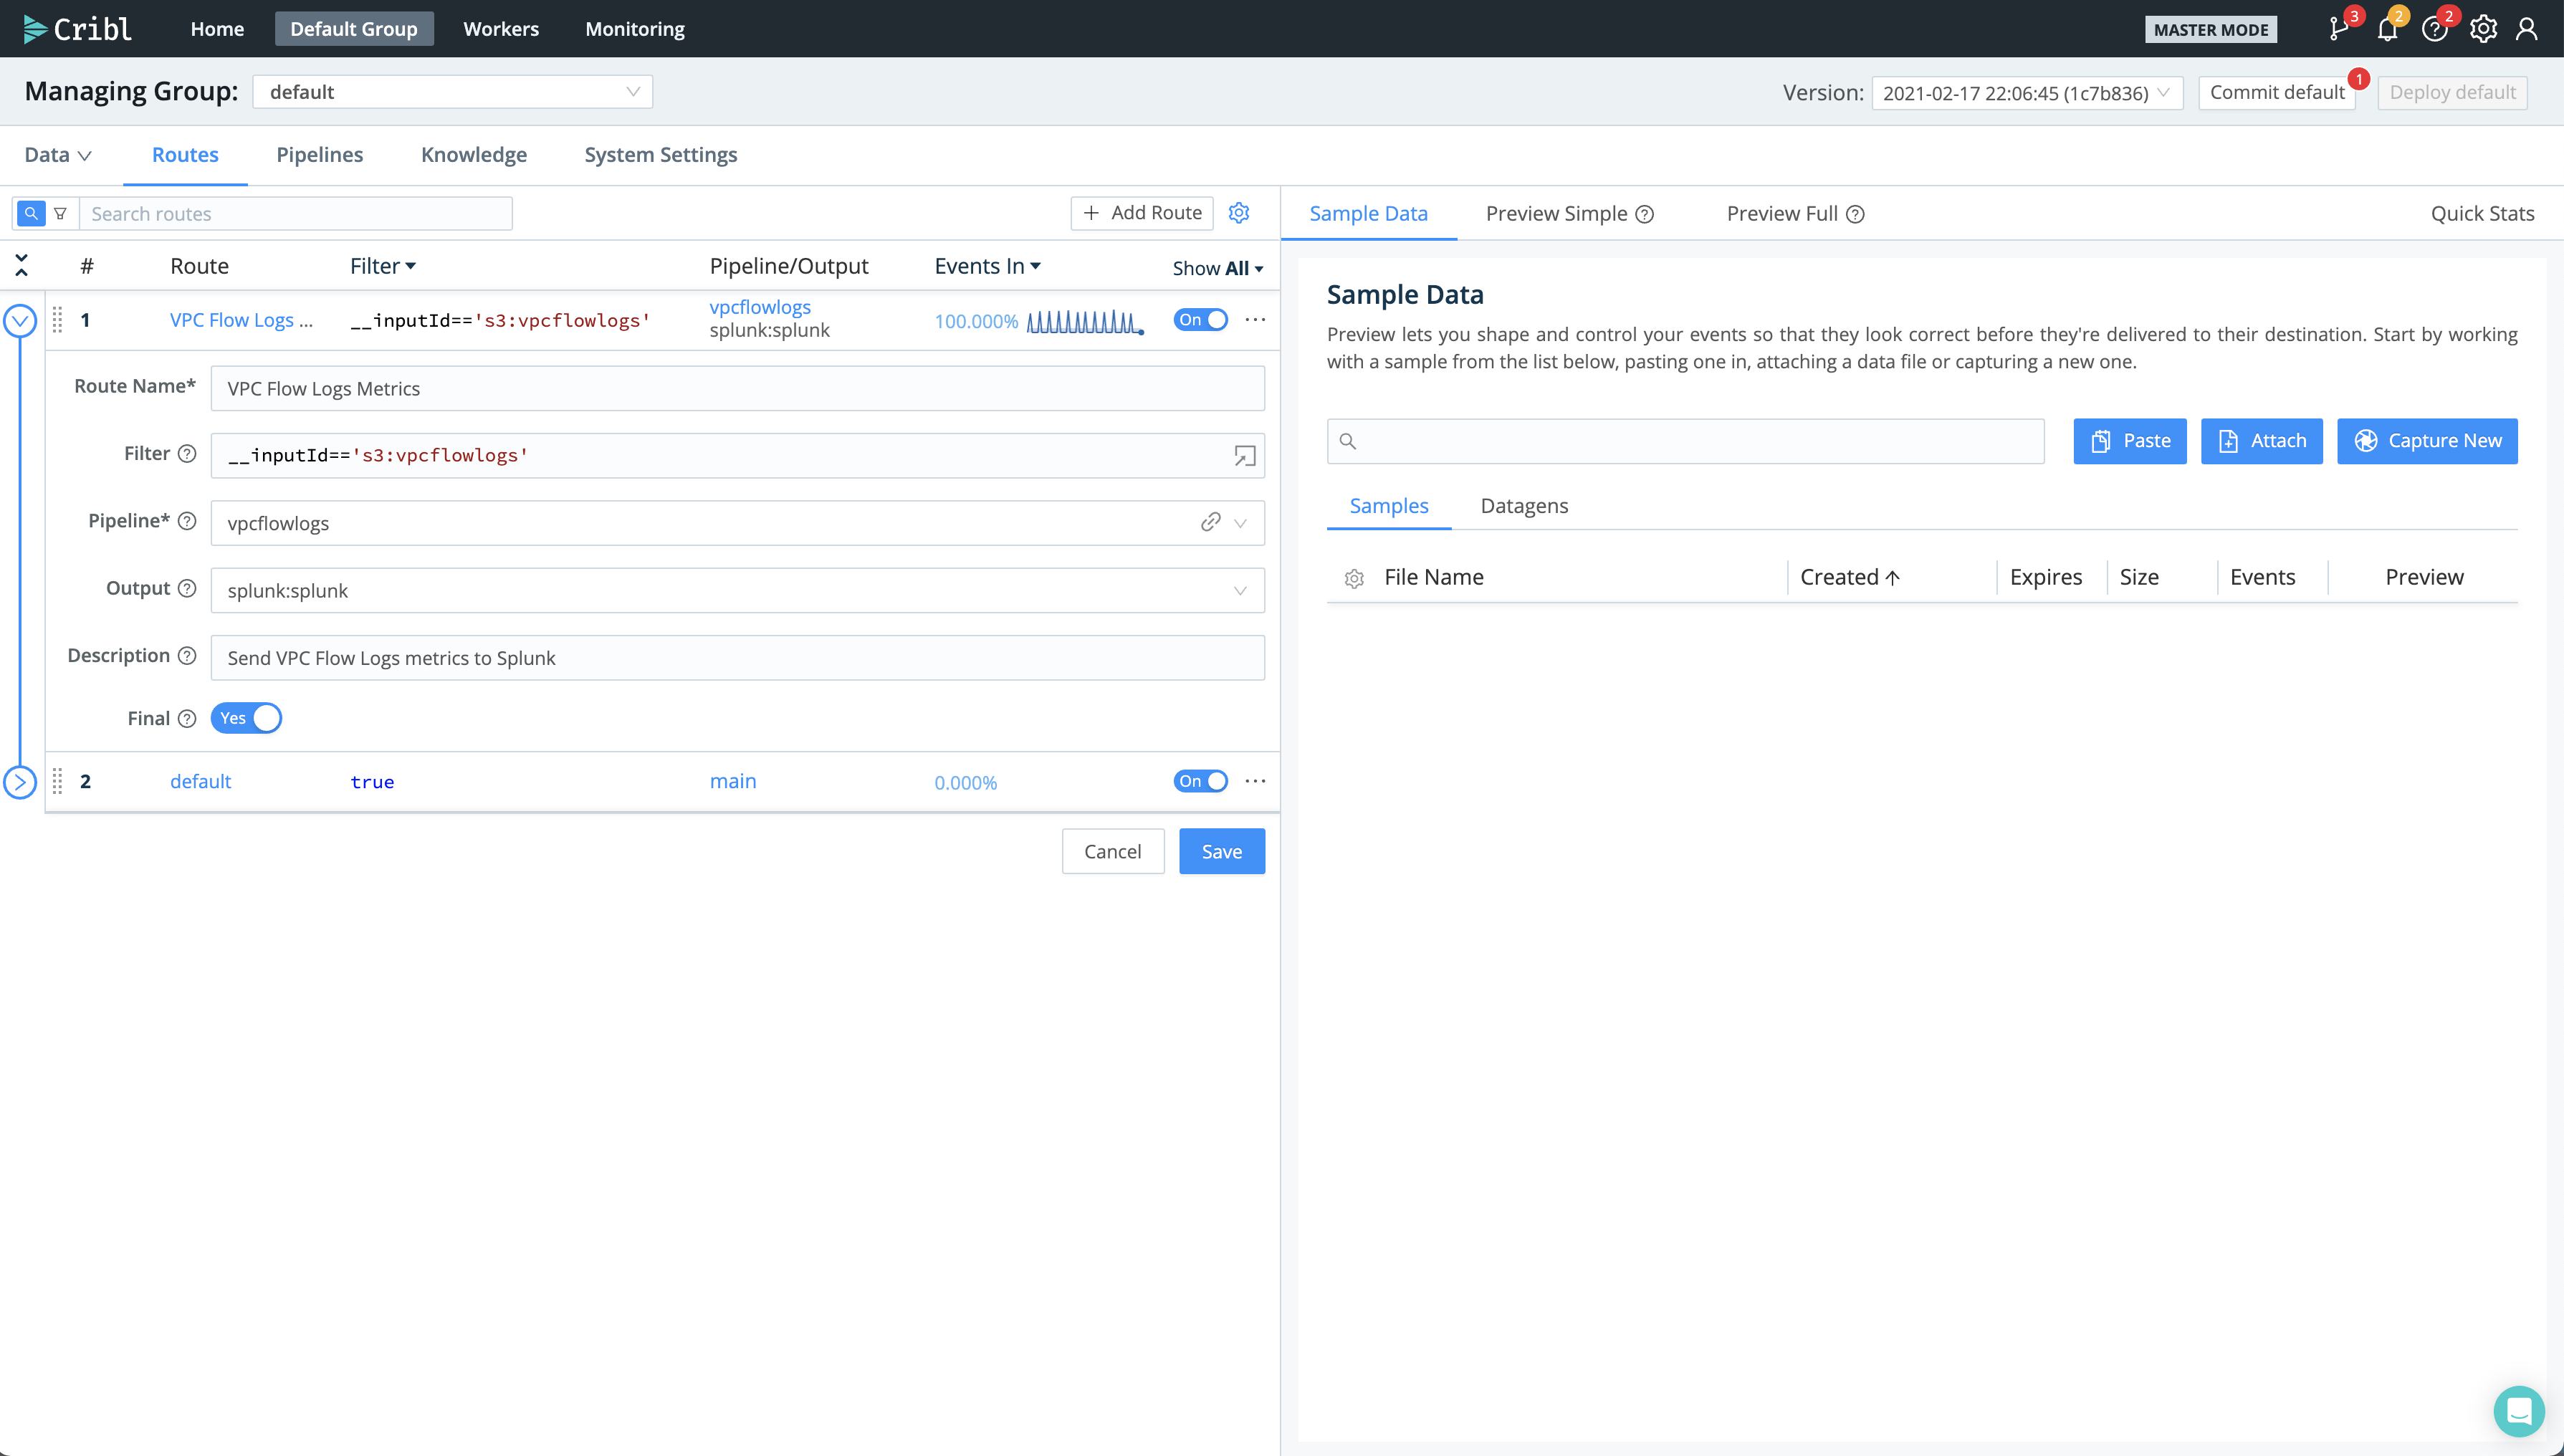 Cribl Home Default Group Workers Monitoring MASTER MODE 3 2 2
Managing Group: default Version: 2021-02-17 22:06:45 (1c7b836) Commit default 1 Deploy default
Data Routes Pipelines Knowledge System Settings
Search routes + Add Route Sample Data Preview Simple ? Preview Full ? Quick Stats
# Route Filter Pipeline/Output Events In Show All
1 VPC Flow Logs ... __inputId=='s3:vpcflowlogs' vpcflowlogs 100.000% On ...
splunk:splunk
Route Name* VPC Flow Logs Metrics
Filter ? __inputId=='s3:vpcflowlogs'
Pipeline* ? vpcflowlogs
Output ? splunk:splunk
Description ? Send VPC Flow Logs metrics to Splunk
Final ? Yes
2 default true main 0.000% On ...
Cancel Save
Sample Data
Preview lets you shape and control your events so that they look correct before they're delivered to their destination. Start by working
with a sample from the list below, pasting one in, attaching a data file or capturing a new one.
Paste Attach Capture New
Samples Datagens
File Name Created ↑ Expires Size Events Preview